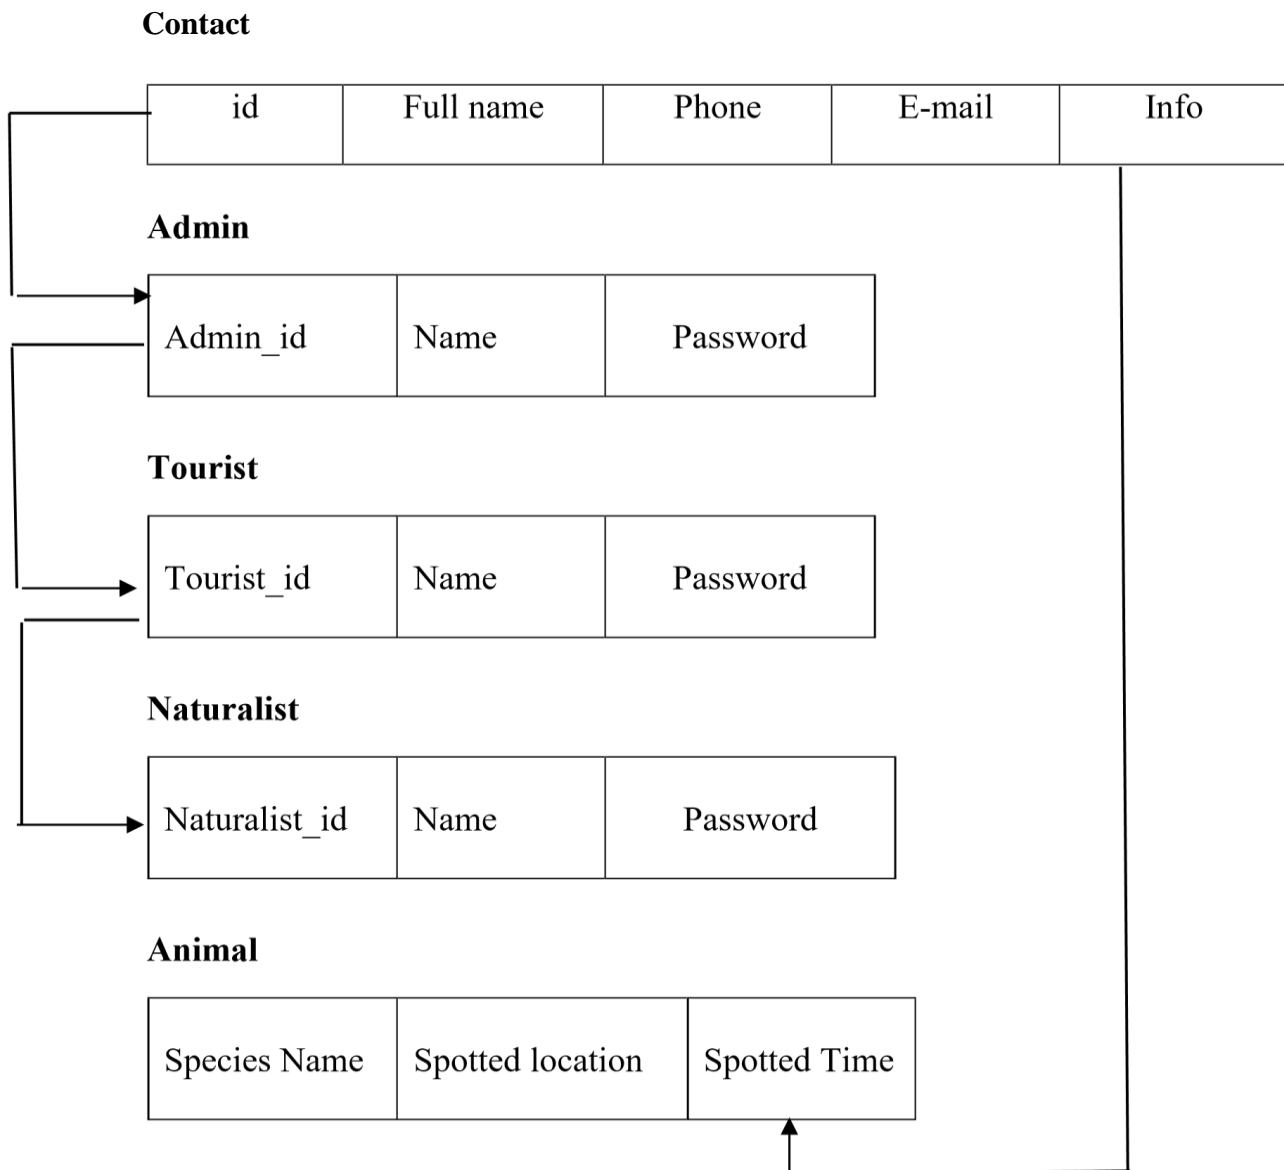 Contact
id Full name Phone E-mail Info
Admin
Admin_id Name Password
Tourist
Tourist_id Name Password
Naturalist
Naturalist_id Name Password
Animal
Species Name Spotted location Spotted Time